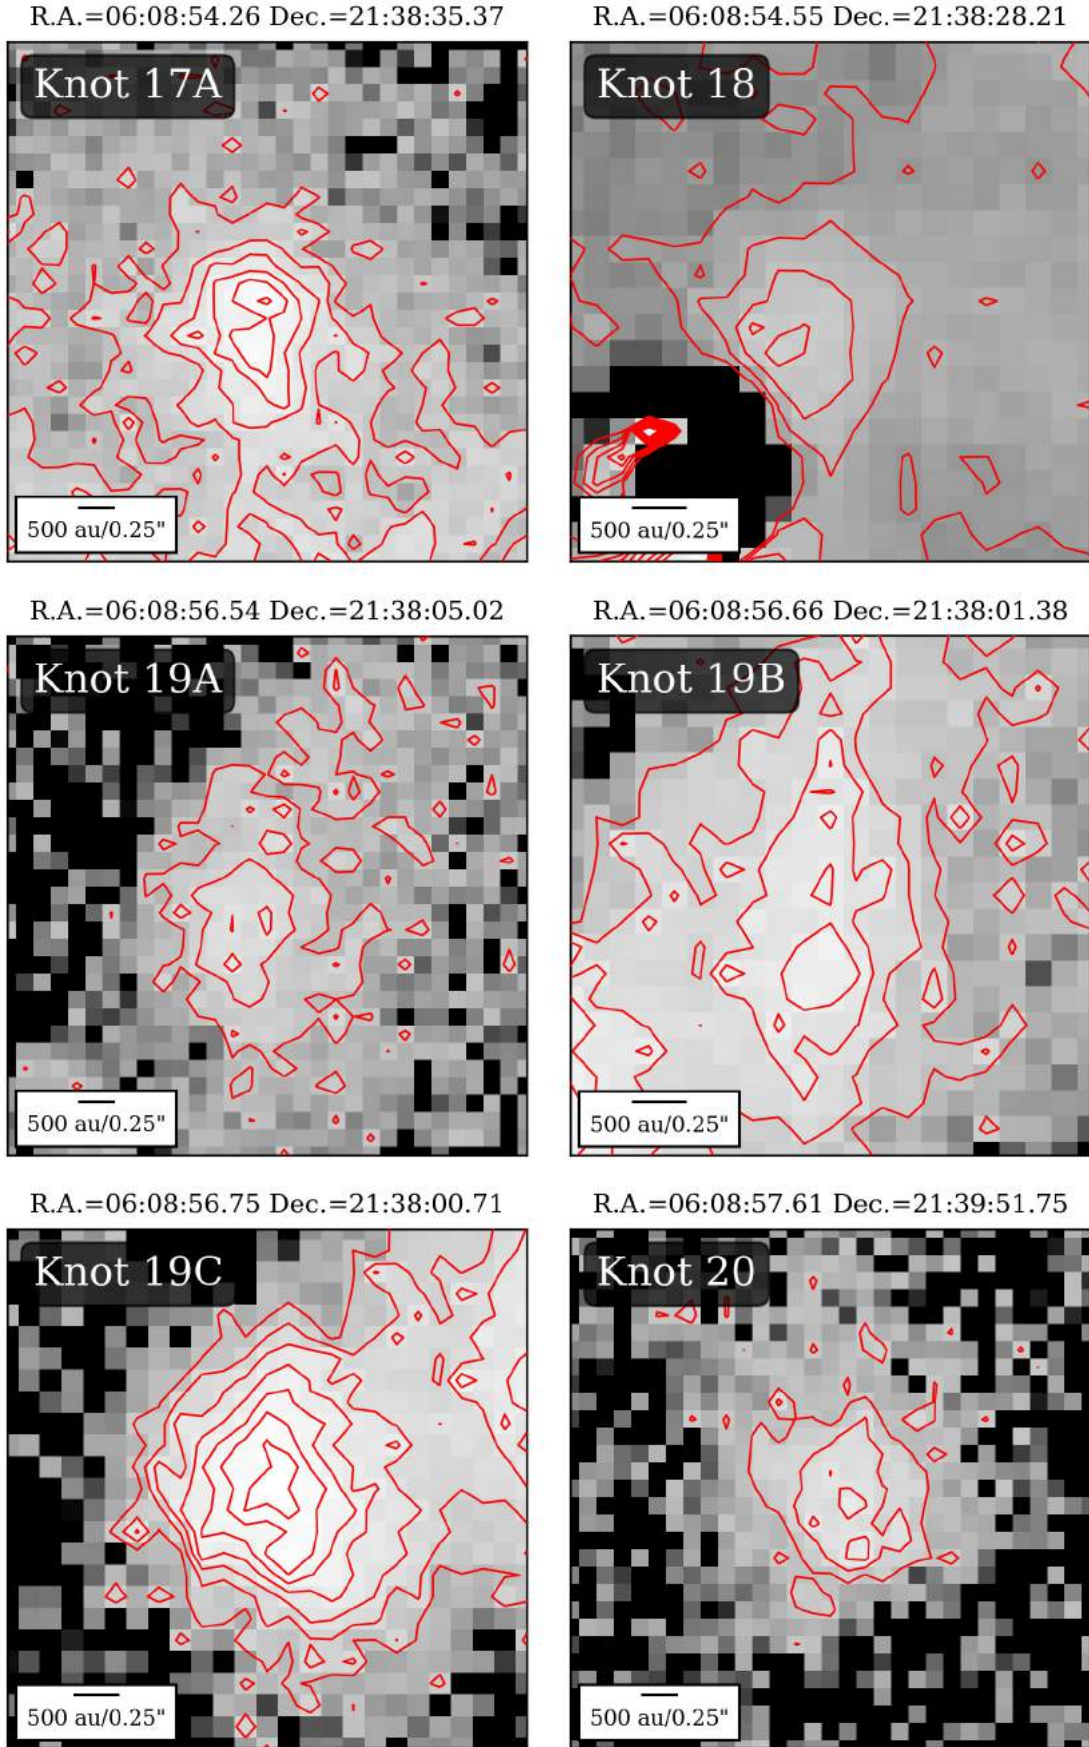 R.A.=06:08:54.26 Dec.=21:38:35.37
Knot 17A
500 au/0.25"
R.A.=06:08:54.55 Dec.=21:38:28.21
Knot 18
500 au/0.25"
R.A.=06:08:56.54 Dec.=21:38:05.02
Knot 19A
500 au/0.25"
R.A.=06:08:56.66 Dec.=21:38:01.38
Knot 19B
500 au/0.25"
R.A.=06:08:56.75 Dec.=21:38:00.71
Knot 19C
500 au/0.25"
R.A.=06:08:57.61 Dec.=21:39:51.75
Knot 20
500 au/0.25"